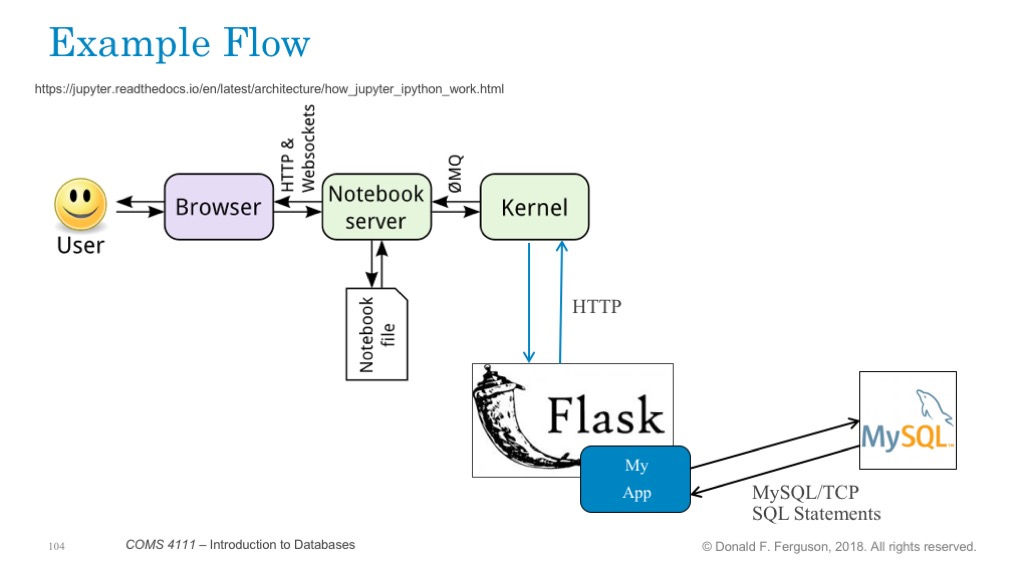 Example Flow
https://jupyter.readthedocs.io/en/latest/architecture/how_jupyter_ipython_work.html
HTTP &
Websockets
ØMQ
User
Browser
Notebook
server
Kernel
Notebook
file
HTTP
Flask
My
App
MySQL™
MySQL/TCP
SQL Statements
104
COMS 4111 – Introduction to Databases
© Donald F. Ferguson, 2018. All rights reserved.